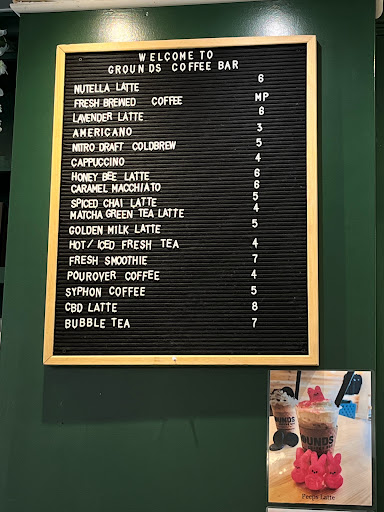 WELCOME TO
GROUNDS COFFEE BAR
NUTELLA LATTE 6
FRESH BREWED COFFEE MP
LAVENDER LATTE 6
AMERICANO 3
NITRO DRAFT COLDBREW 5
CAPPUCCINO 4
HONEY BEE LATTE 6
CARAMEL MACCHIATO 6
SPICED CHAI LATTE 5
MATCHA GREEN TEA LATTE 4
GOLDEN MILK LATTE 5
HOT/ICED FRESH TEA 4
FRESH SMOOTHIE 7
POUROVER COFFEE 4
SYPHON COFFEE 5
CBD LATTE 8
BUBBLE TEA 7
OUNDS
Peeps Latte